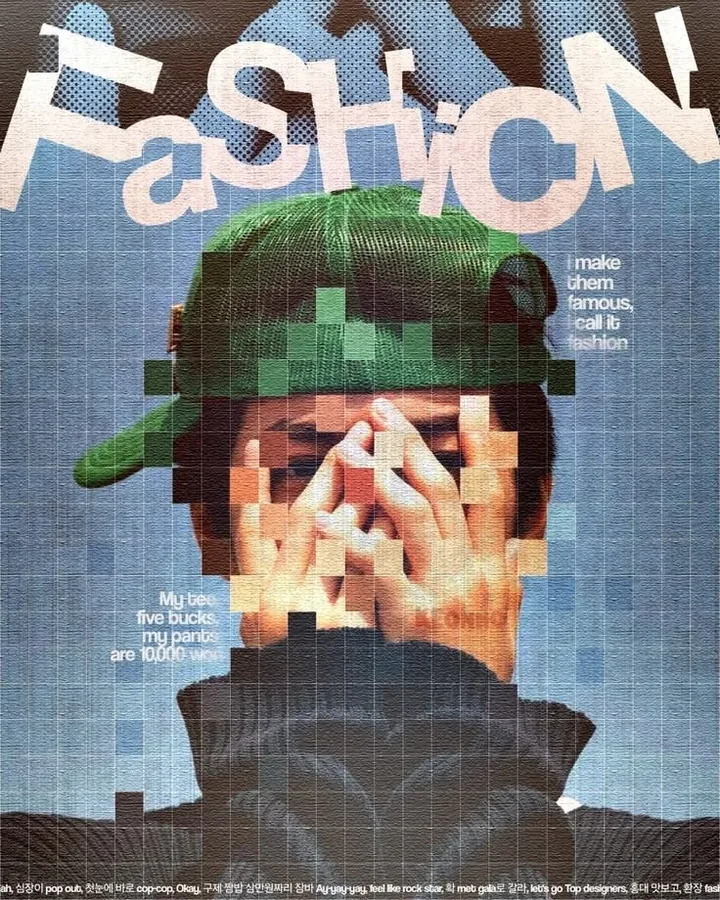 FaSHiON
I make
them
famous,
I call it
fashion
My tee
five bucks.
my pants
are 10,000 won
ah, 심장이 pop out, 첫눈에 바로 cop-cop, Okay, 구제 짬밥 삼만원짜리 잠바 Ay-yay-yay, feel like rock star, 확 met gala로 갈라, let's go Top designers, 홍대 맛보고, 환장 fash